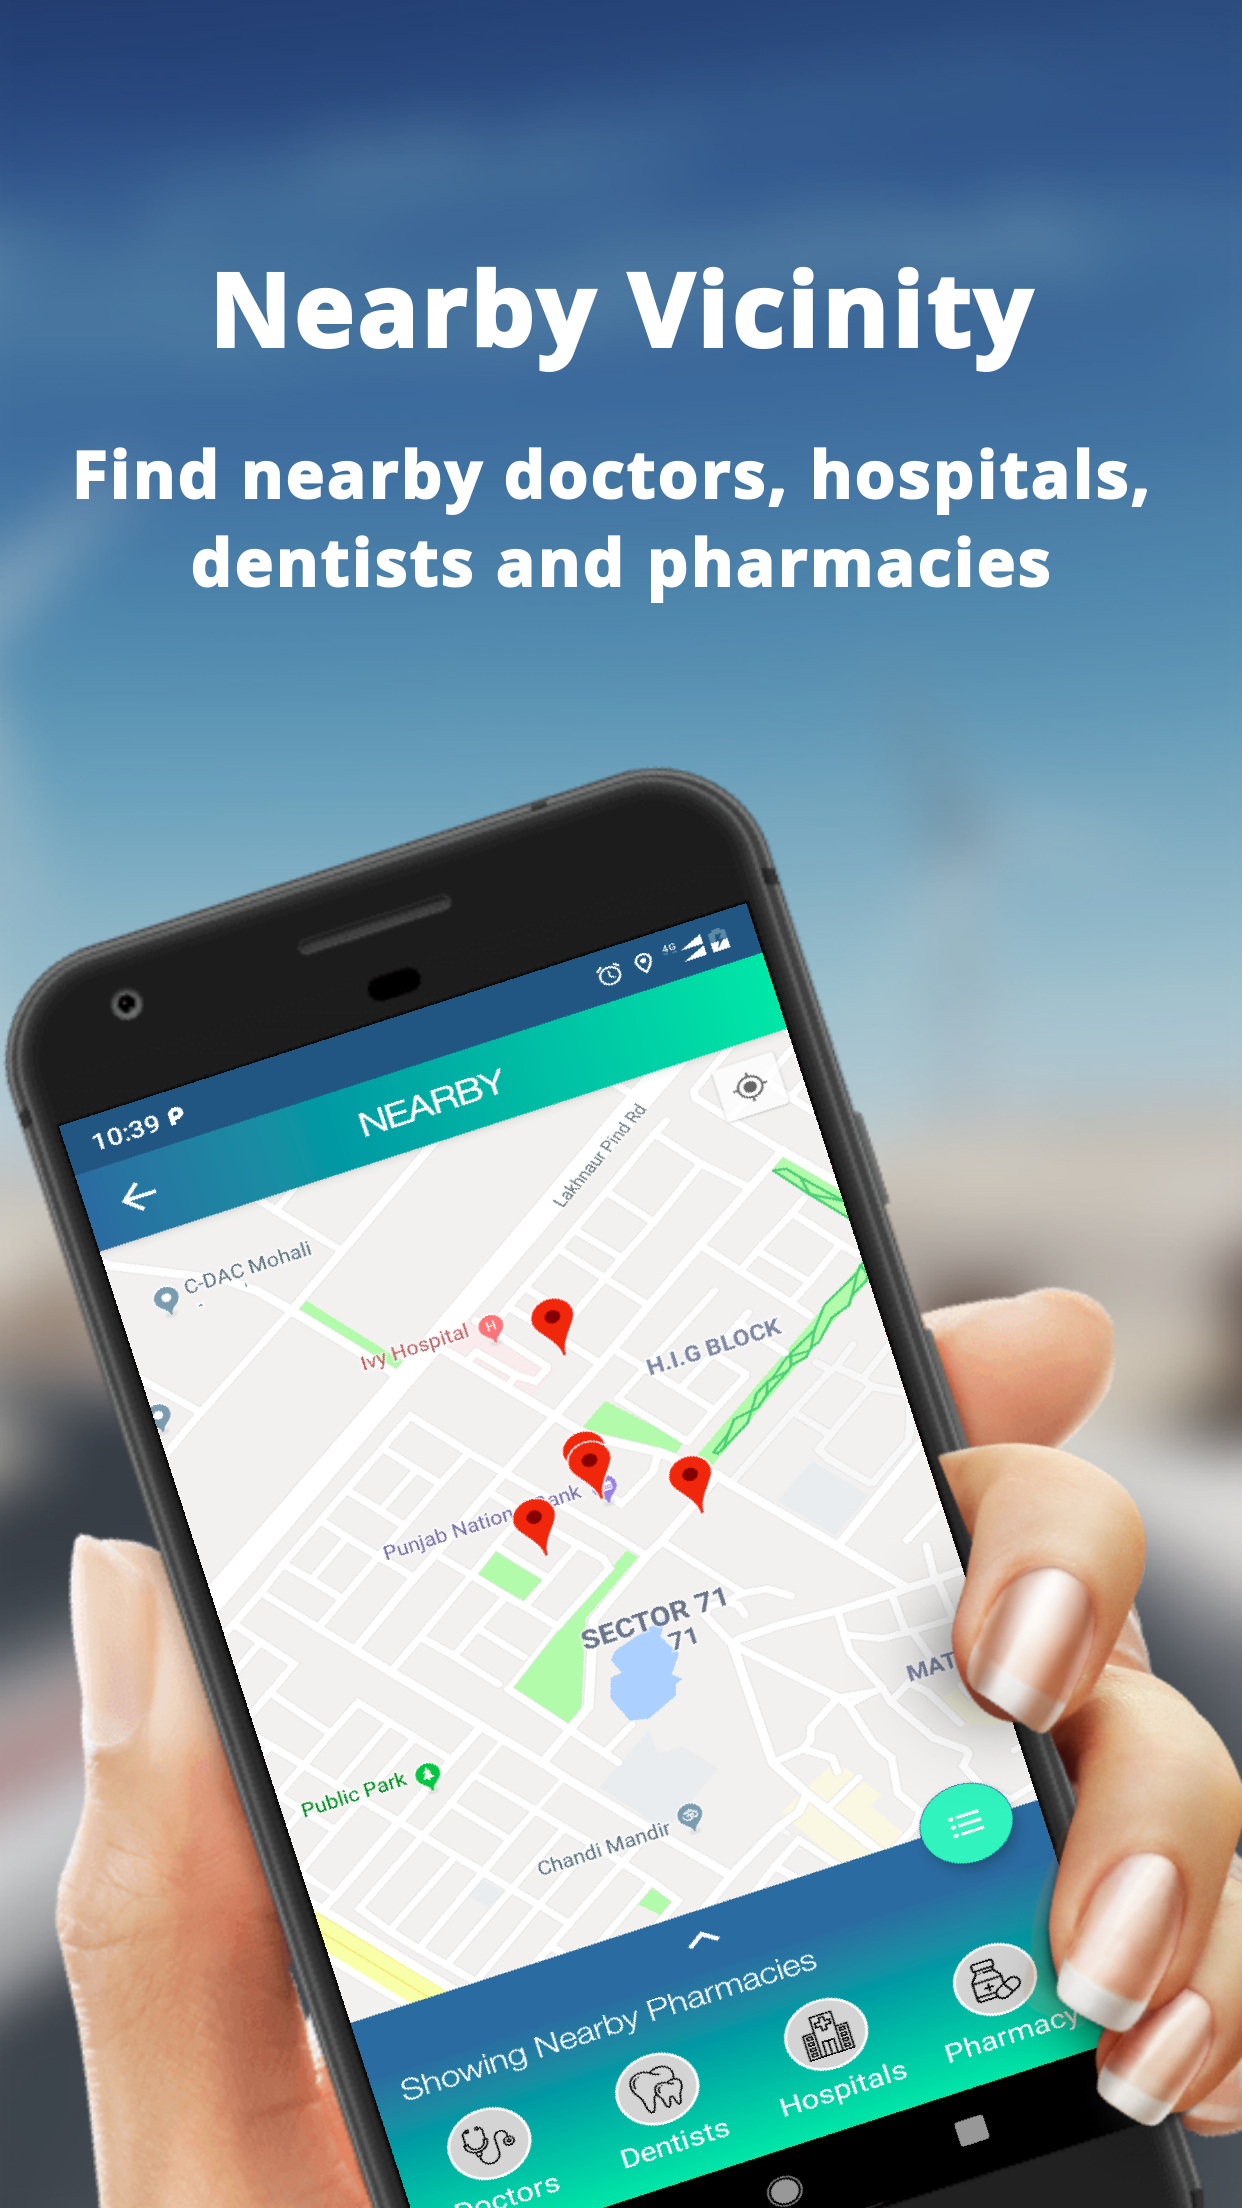 Nearby Vicinity
Find nearby doctors, hospitals,
dentists and pharmacies
4G
10:39
NEARBY
Lakhnaur Pind Rd
C-DAC Mohali
Ivy Hospital
H
H.I.G BLOCK
Punjab Nation ank
SECTOR 71
71
MAT
Public Park
Chandi Mandir
Showing Nearby Pharmacies
Pharmacy
Hospitals
Dentists
Doctors